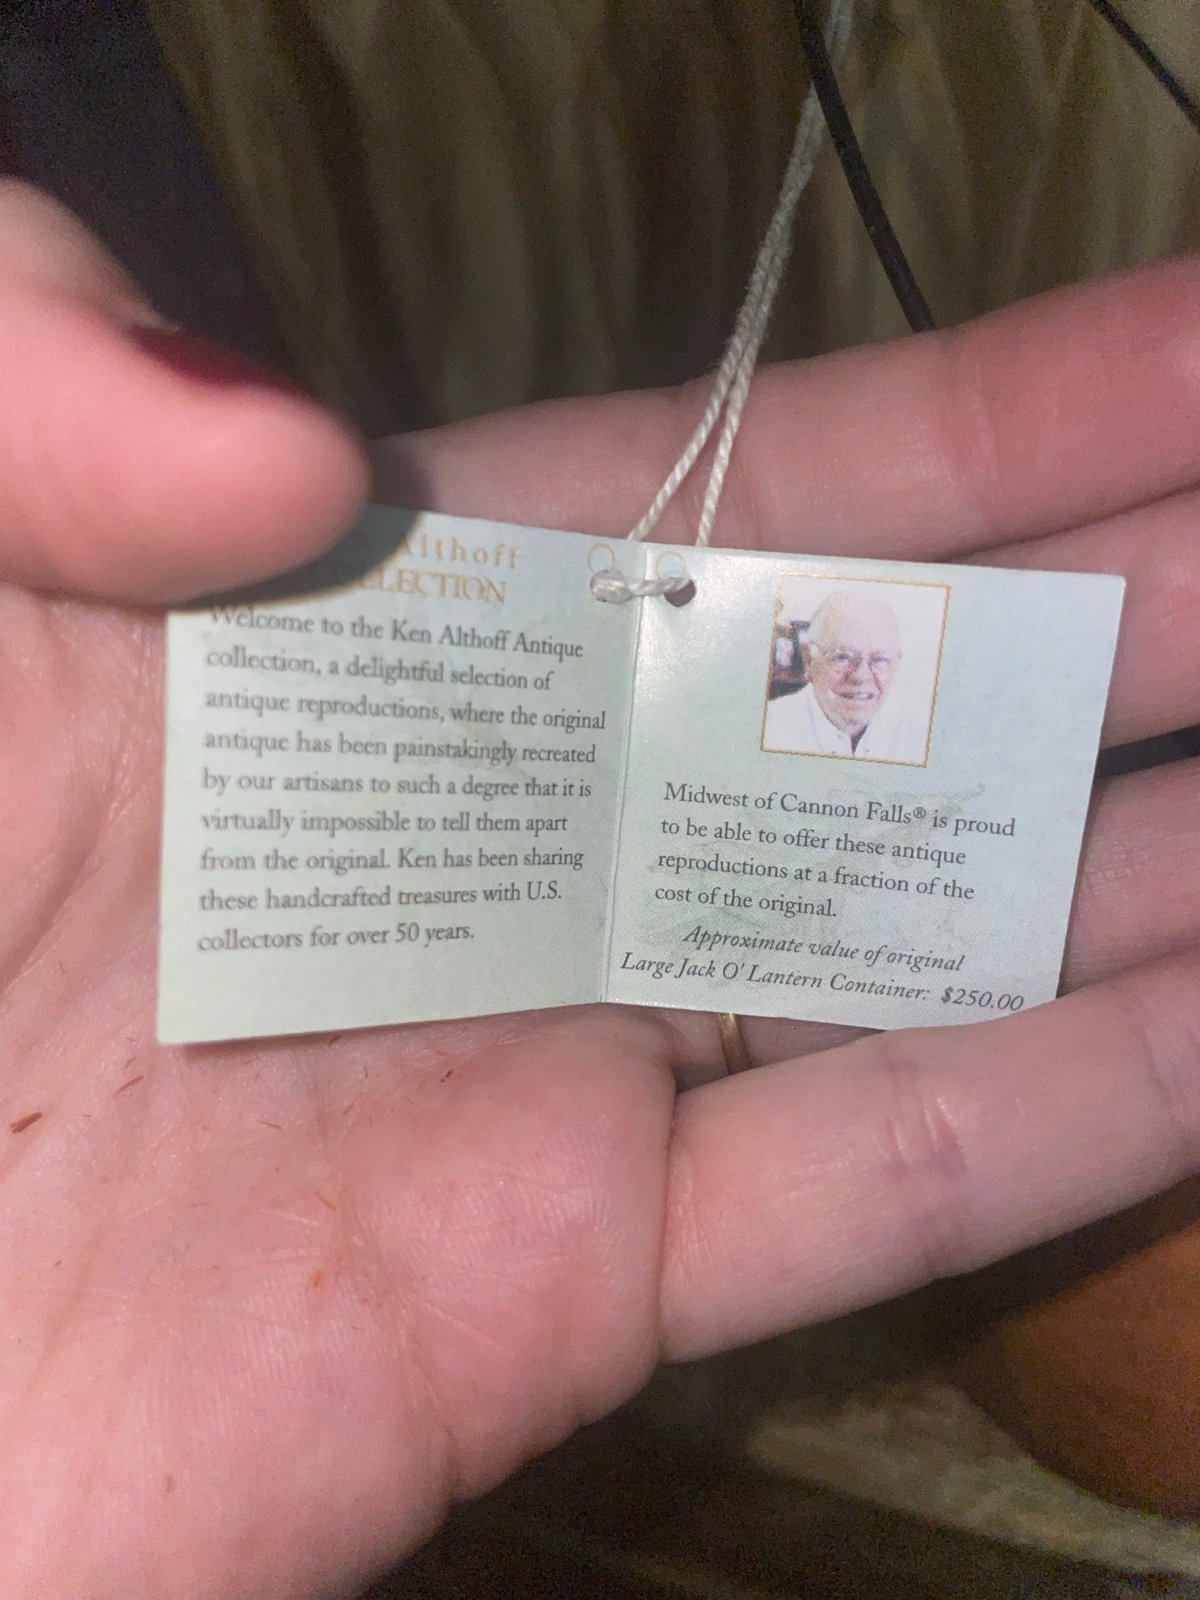 Althoff
LLECTION
Welcome to the Ken Althoff Antique
collection, a delightful selection of
antique reproductions, where the original
antique has been painstakingly recreated
by our artisans to such a degree that it is
virtually impossible to tell them apart
from the original. Ken has been sharing
these handcrafted treasures with U.S.
collectors for over 50 years.
Midwest of Cannon Falls® is proud
to be able to offer these antique
reproductions at a fraction of the
cost of the original.
Approximate value of original
Large Jack O' Lantern Container: $250.00